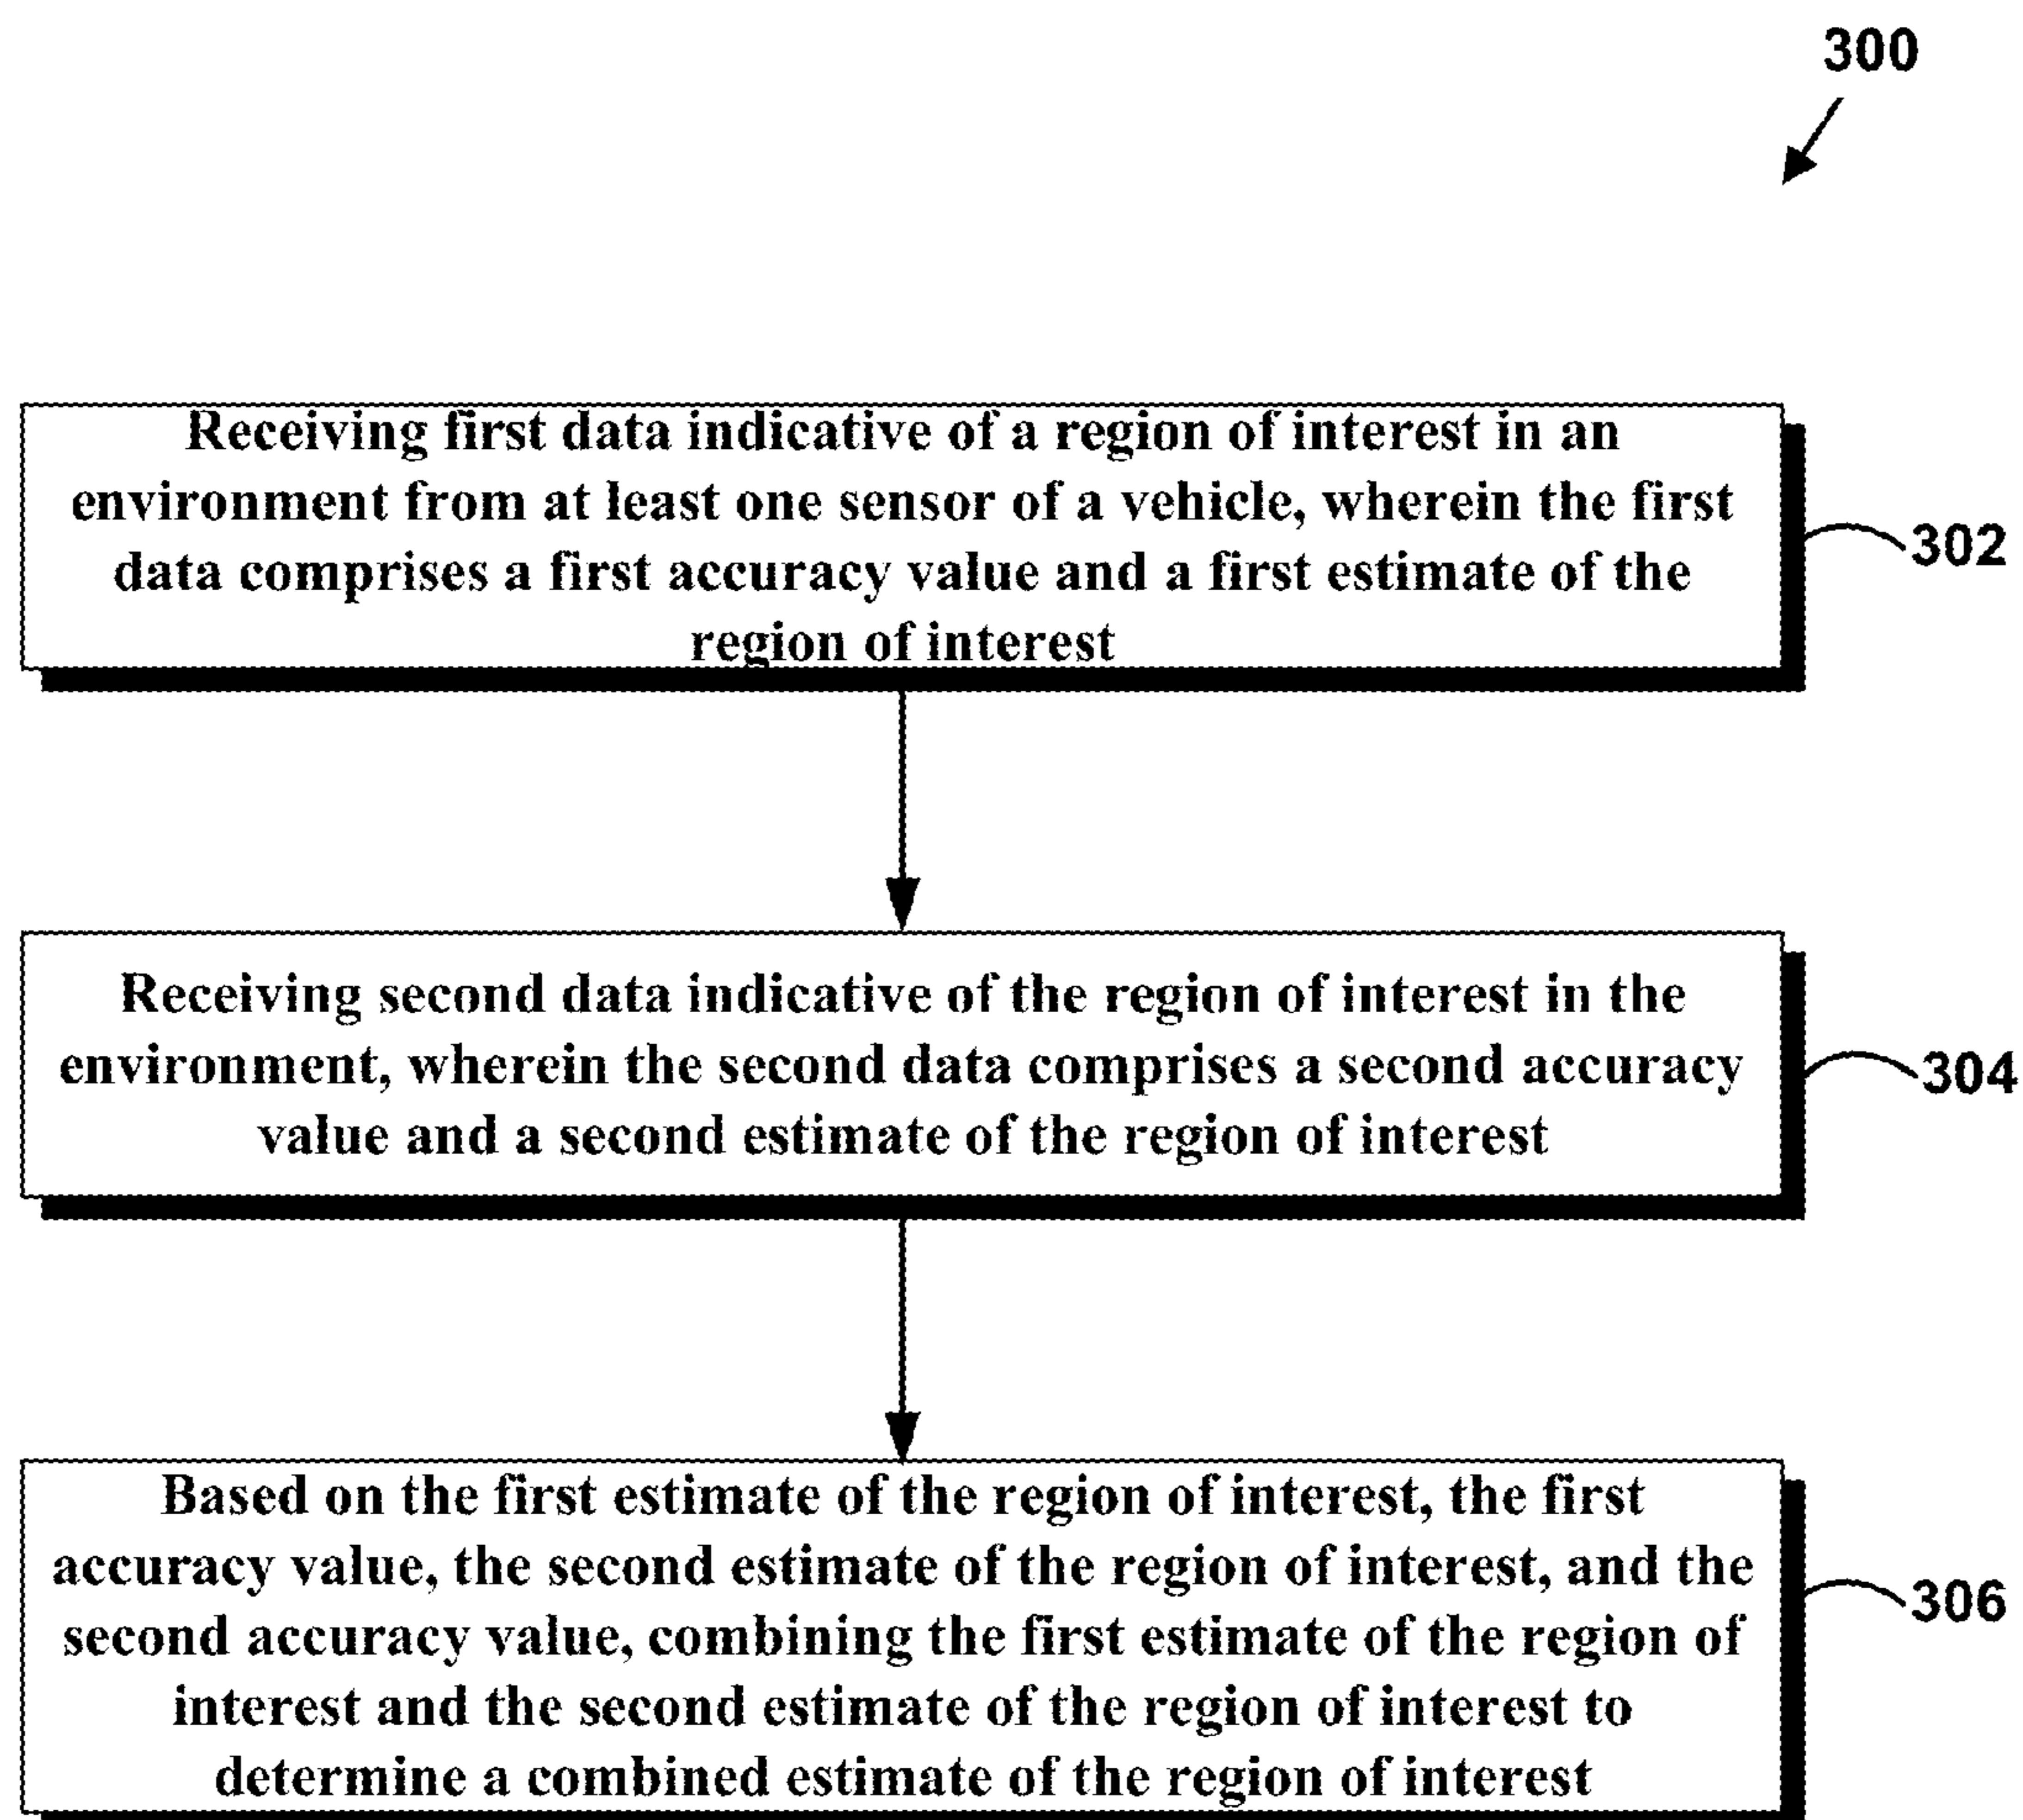 300
Receiving first data indicative of a region of interest in an
environment from at least one sensor of a vehicle, wherein the first
data comprises a first accuracy value and a first estimate of the
region of interest
302
Receiving second data indicative of the region of interest in the
environment, wherein the second data comprises a second accuracy
value and a second estimate of the region of interest
304
Based on the first estimate of the region of interest, the first
accuracy value, the second estimate of the region of interest, and the
second accuracy value, combining the first estimate of the region of
interest and the second estimate of the region of interest to
determine a combined estimate of the region of interest
306